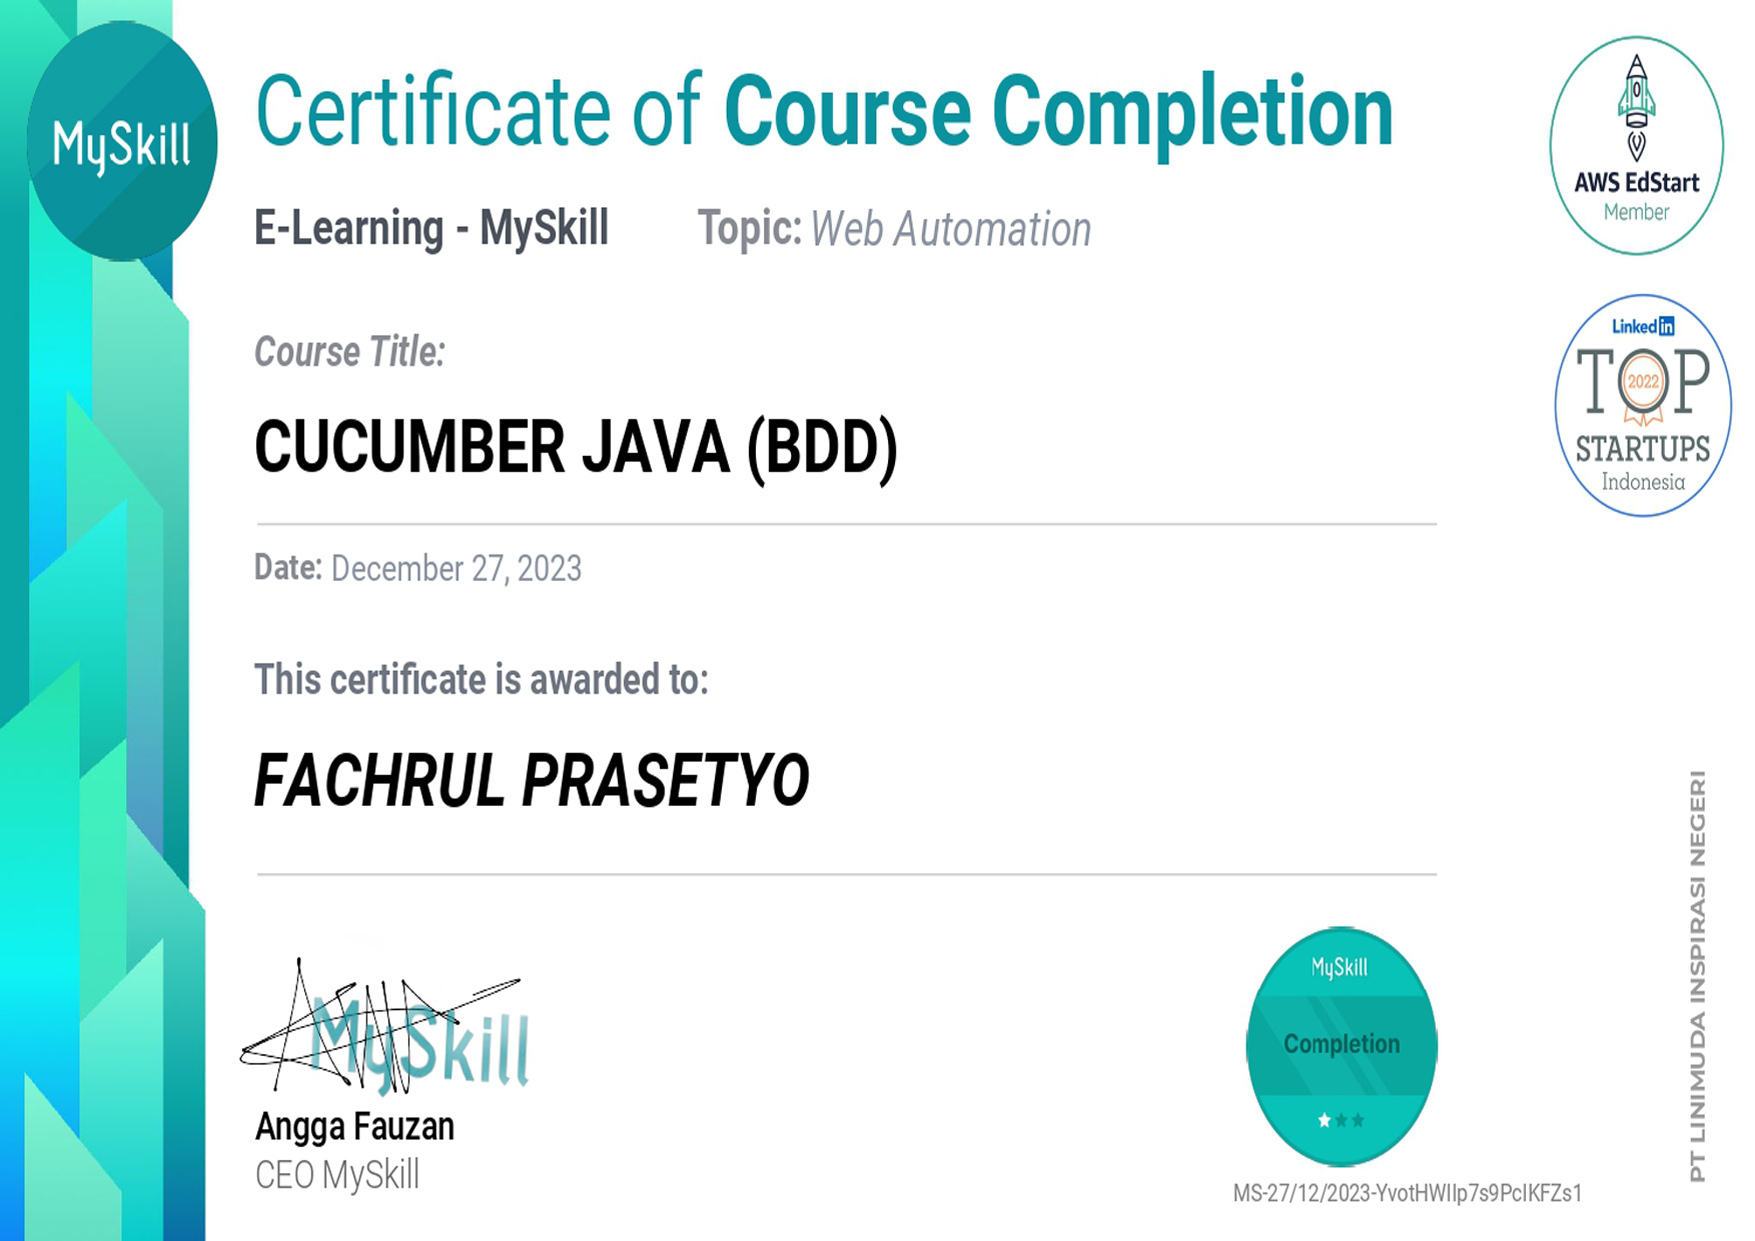 MySkill
Certificate of Course Completion
E-Learning - MySkill
Topic: Web Automation
AWS EdStart
Member
Linked in
TOP
2022
STARTUPS
Indonesia
Course Title:
CUCUMBER JAVA (BDD)
Date: December 27, 2023
This certificate is awarded to:
FACHRUL PRASETYO
MySkill
Angga Fauzan
CEO MySkill
MySkill
Completion
MS-27/12/2023-YvotHWIlp7s9PcIKFZs1
PT LINIMUDA INSPIRASI NEGERI